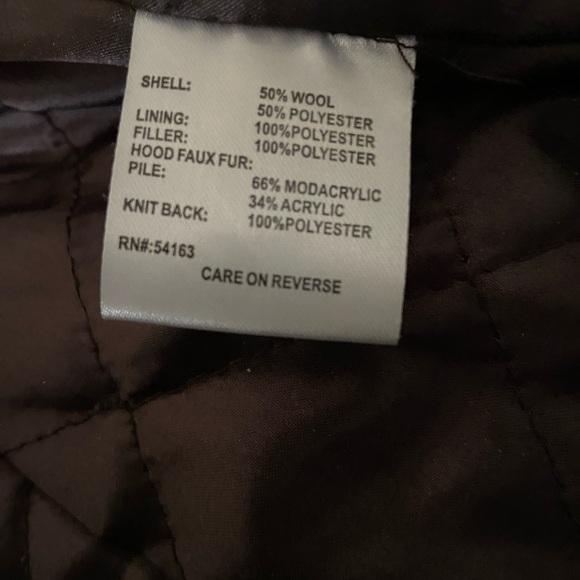 SHELL: 50% WOOL
50% POLYESTER
LINING: 100%POLYESTER
FILLER: 100%POLYESTER
HOOD FAUX FUR:
PILE: 66% MODACRYLIC
34% ACRYLIC
KNIT BACK: 100%POLYESTER
RN#:54163
CARE ON REVERSE